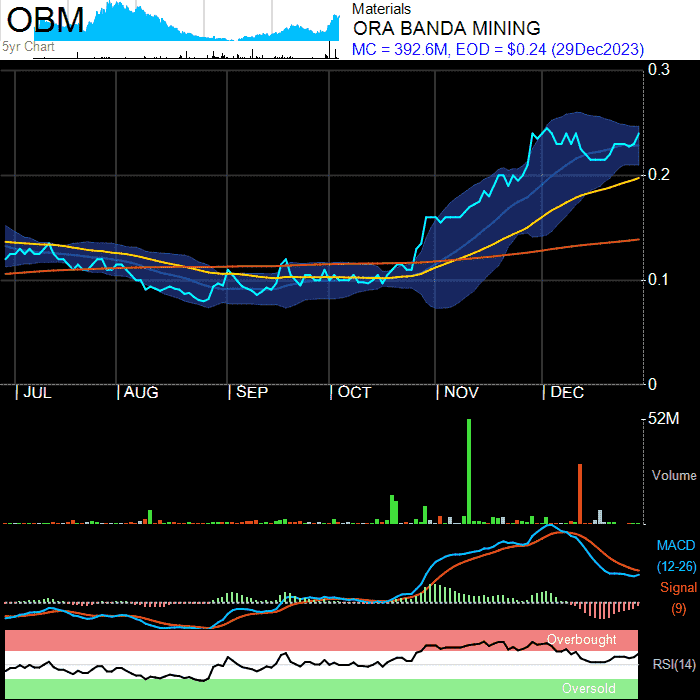 OBM
5yr Chart
Materials
ORA BANDA MINING
MC = 392.6M, EOD = $0.24 (29Dec2023)
0.3
0.2
0.1
0
JUL AUG SEP OCT NOV DEC
52M
Volume
MACD
(12-26)
Signal
(9)
Overbought
RSI(14)
Oversold